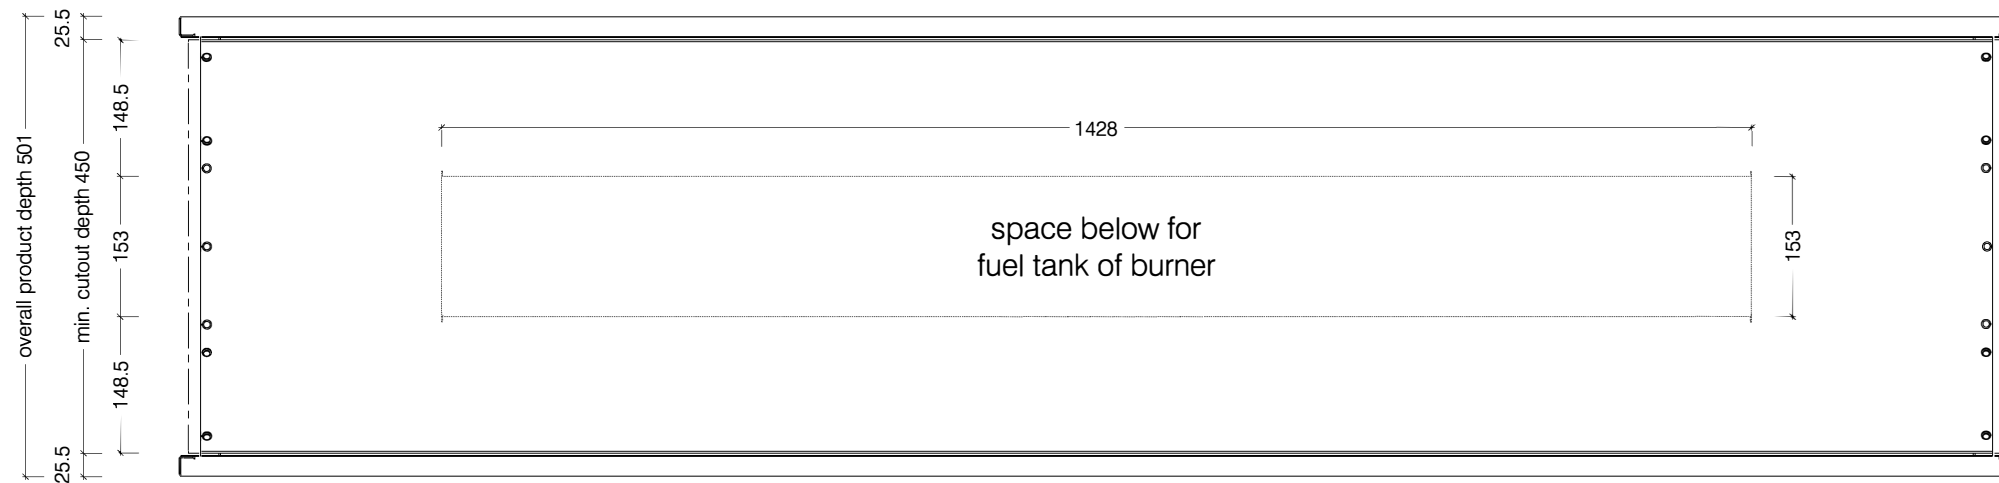 25.5
148.5
1428
overall product depth 501
min. cutout depth 450
153
space below for
fuel tank of burner
153
148.5
25.5